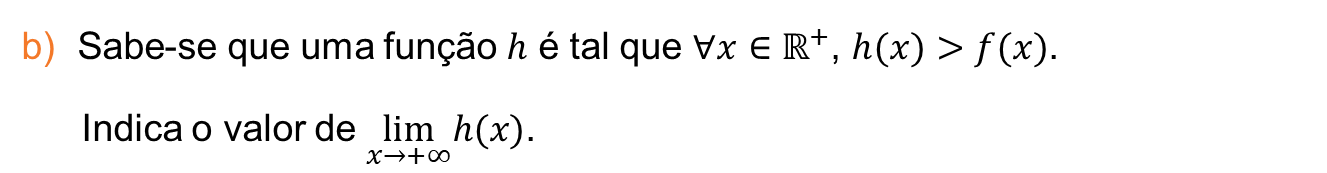 b) Sabe-se que uma função h é tal que ∀x ∈ ℝ⁺, h(x) > f(x).
Indica o valor de lim h(x).
x→+∞